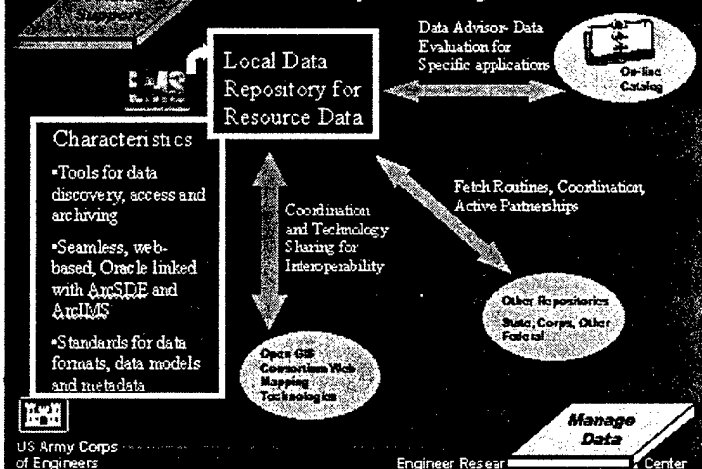 Local Data
Repository for
Resource Data
Data Advisor- Data
Evaluation for
Specific applications
On-line
Catalog
Characteristics
▪Tools for data
discovery, access and
archiving
▪Seamless, web-
based, Oracle linked
with ArcSDE and
ArcIMS
▪Standards for data
formats, data models
and metadata
Coordination
and Technology
Sharing for
Interoperability
Fetch Routines, Coordination,
Active Partnerships
Other Repositories
State, Corps, Other
Federal
Open GIS
Consortium Web
Mapping
Technologies
Manage
Data
US Army Corps
of Engineers
Engineer Resear
Center